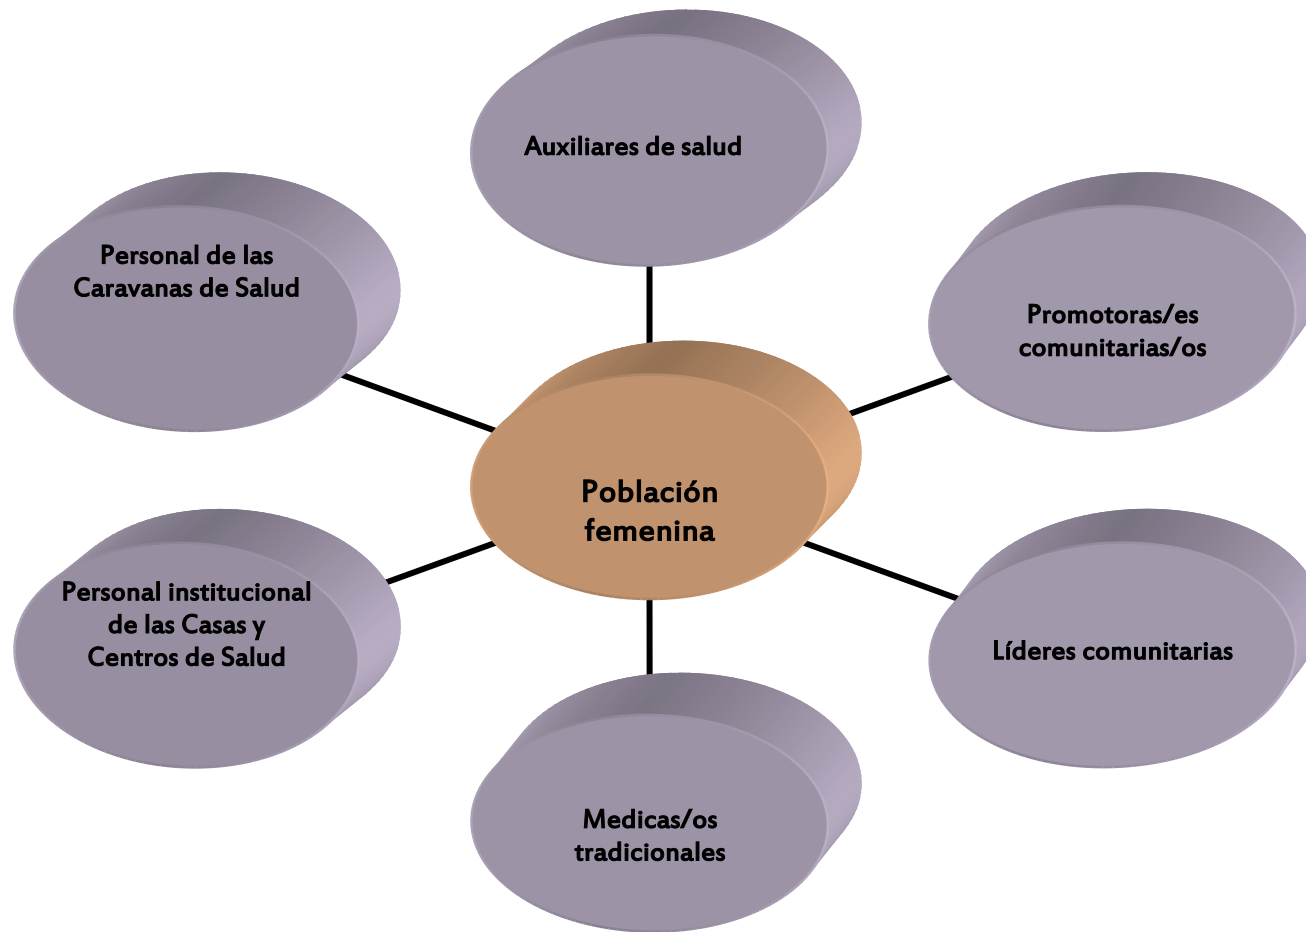 Auxiliares de salud
Personal de las
Caravanas de Salud
Promotoras/es
comunitarias/os
Población
femenina
Personal institucional
de las Casas y
Centros de Salud
Líderes comunitarias
Medicas/os
tradicionales